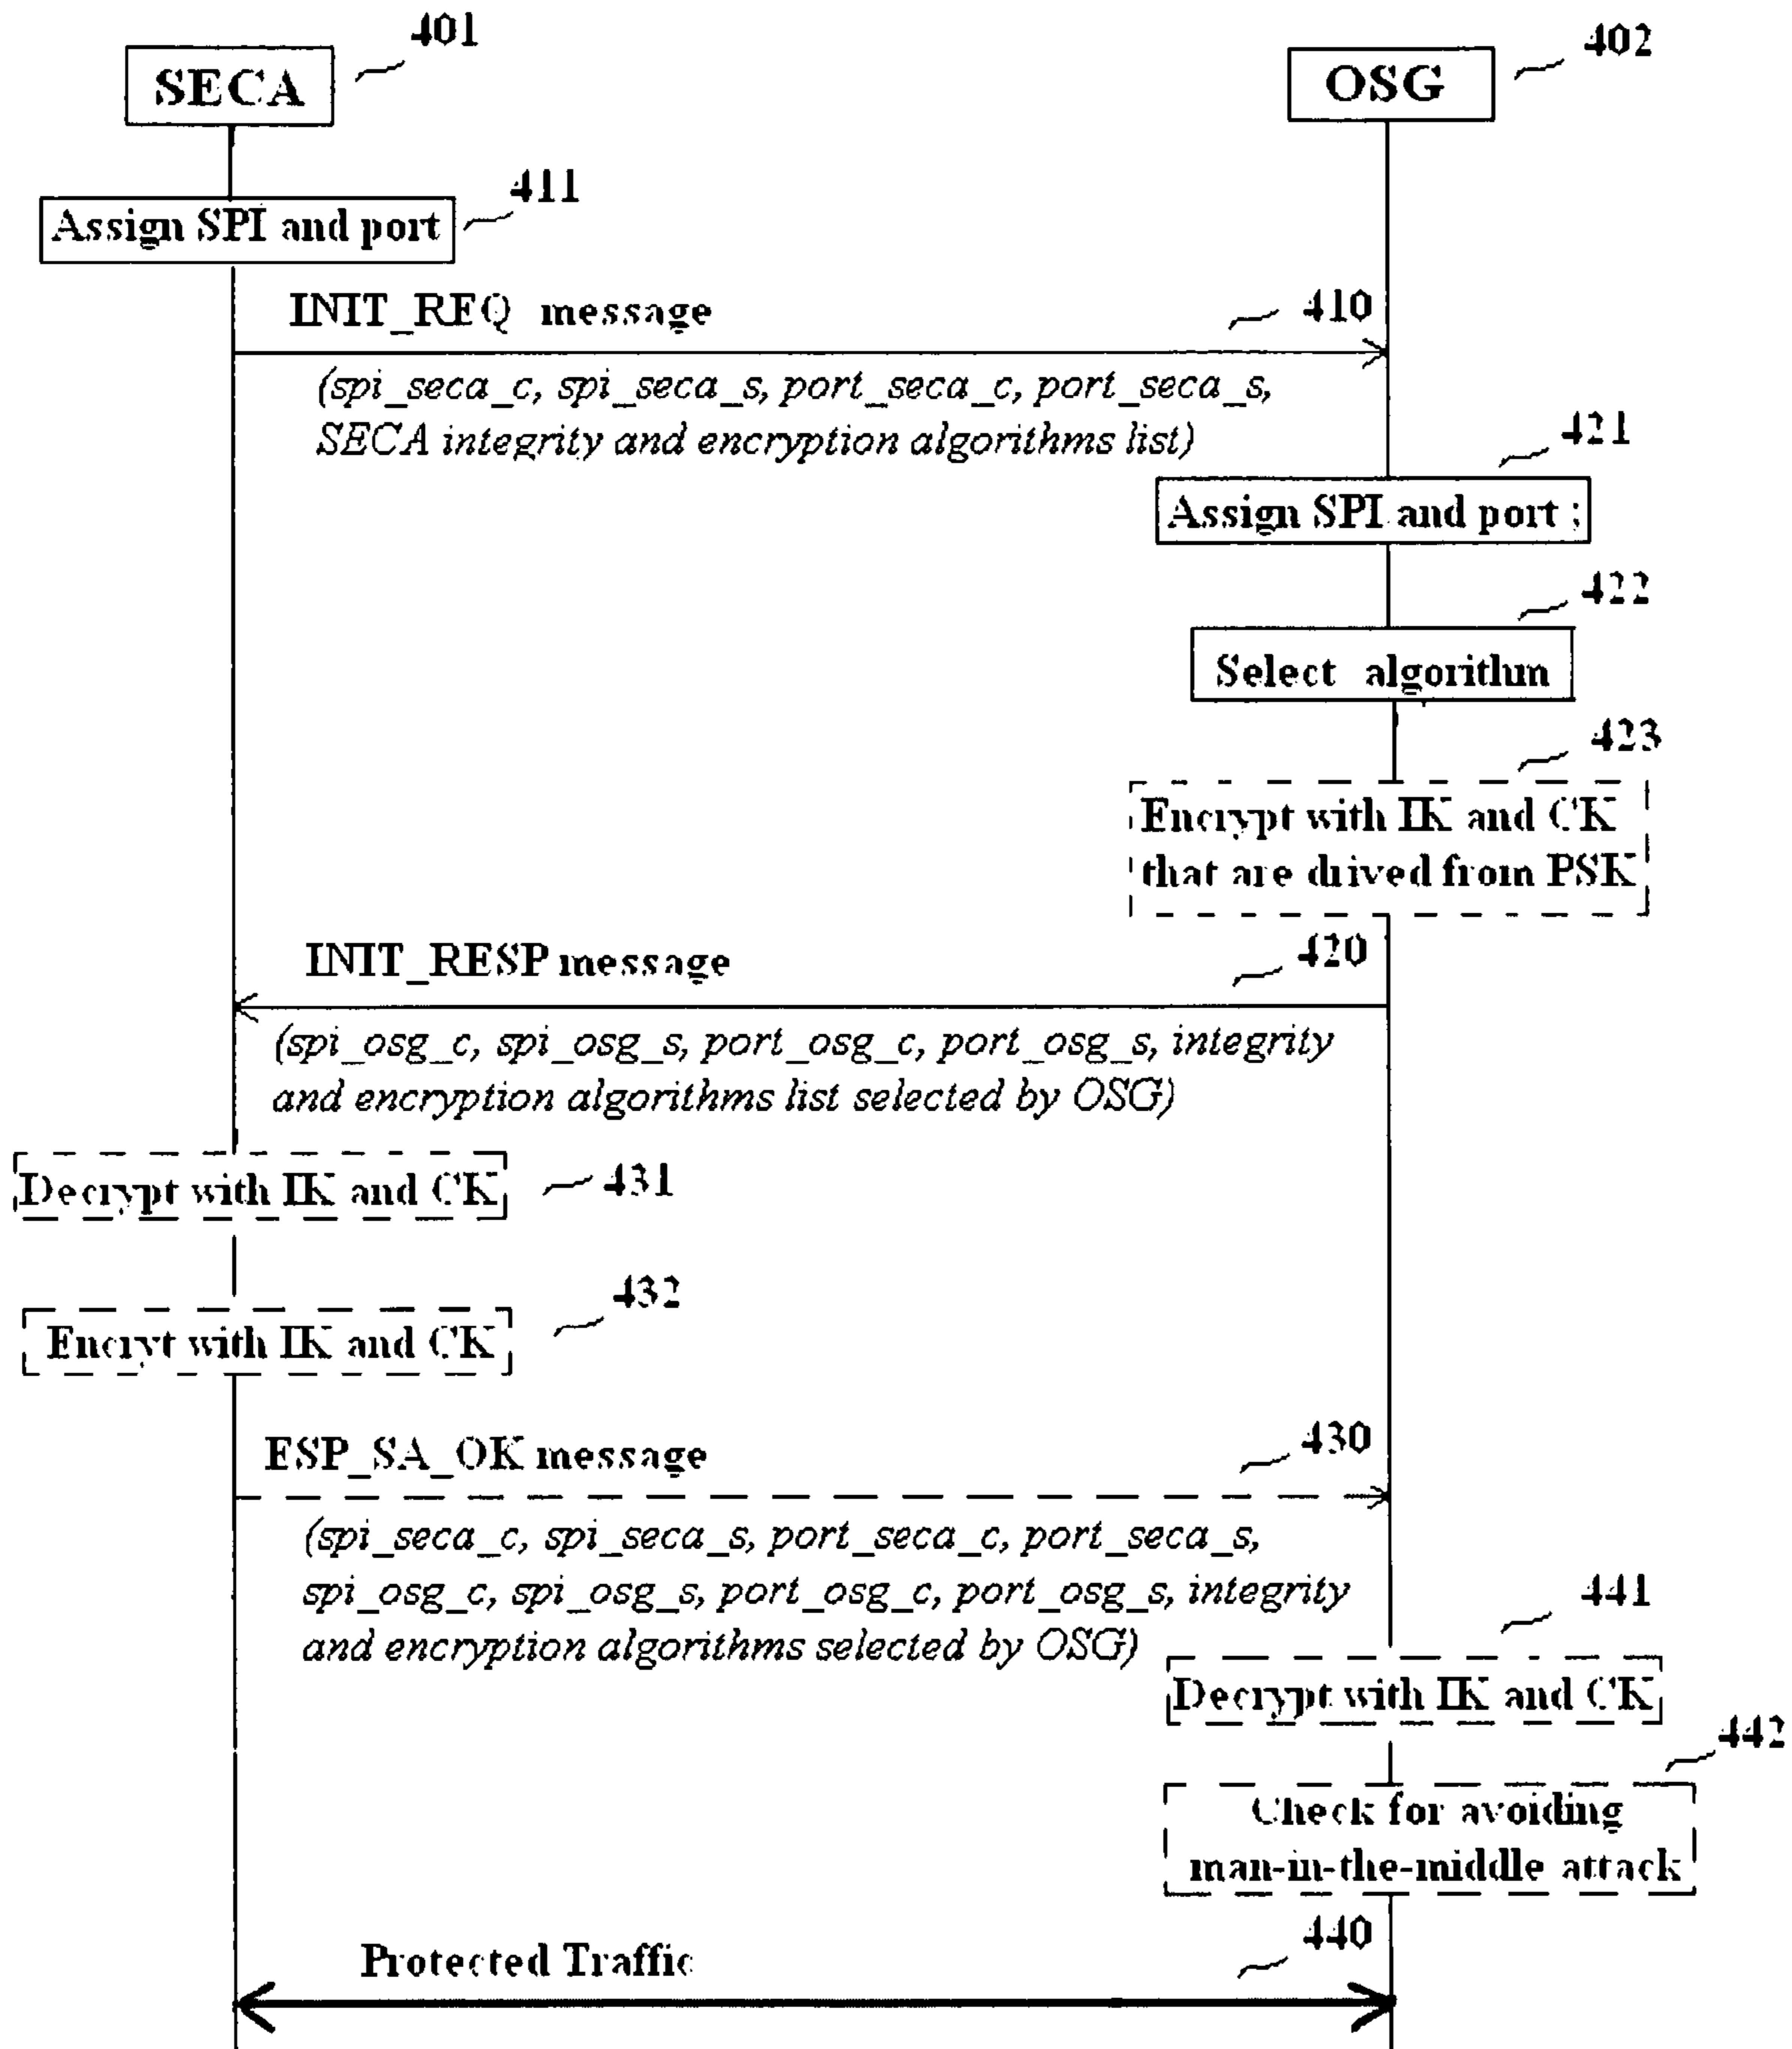 401
402
SECA
OSG
411
Assign SPI and port
INIT_REQ message
410
(spi_seca_c, spi_seca_s, port_seca_c, port_seca_s,
SECA integrity and encryption algorithms list)
421
Assign SPI and port ;
422
Select algorithm
423
Encrypt with IK and CK
that are drived from PSK
INIT_RESP message
420
(spi_osg_c, spi_osg_s, port_osg_c, port_osg_s, integrity
and encryption algorithms list selected by OSG)
Decrypt with IK and CK
431
432
Encryt with IK and CK
ESP_SA_OK message
430
(spi_seca_c, spi_seca_s, port_seca_c, port_seca_s,
spi_osg_c, spi_osg_s, port_osg_c, port_osg_s, integrity
and encryption algorithms selected by OSG)
441
Decrypt with IK and CK
442
Check for avoiding
man-in-the-middle attack
Protected Traffic
440